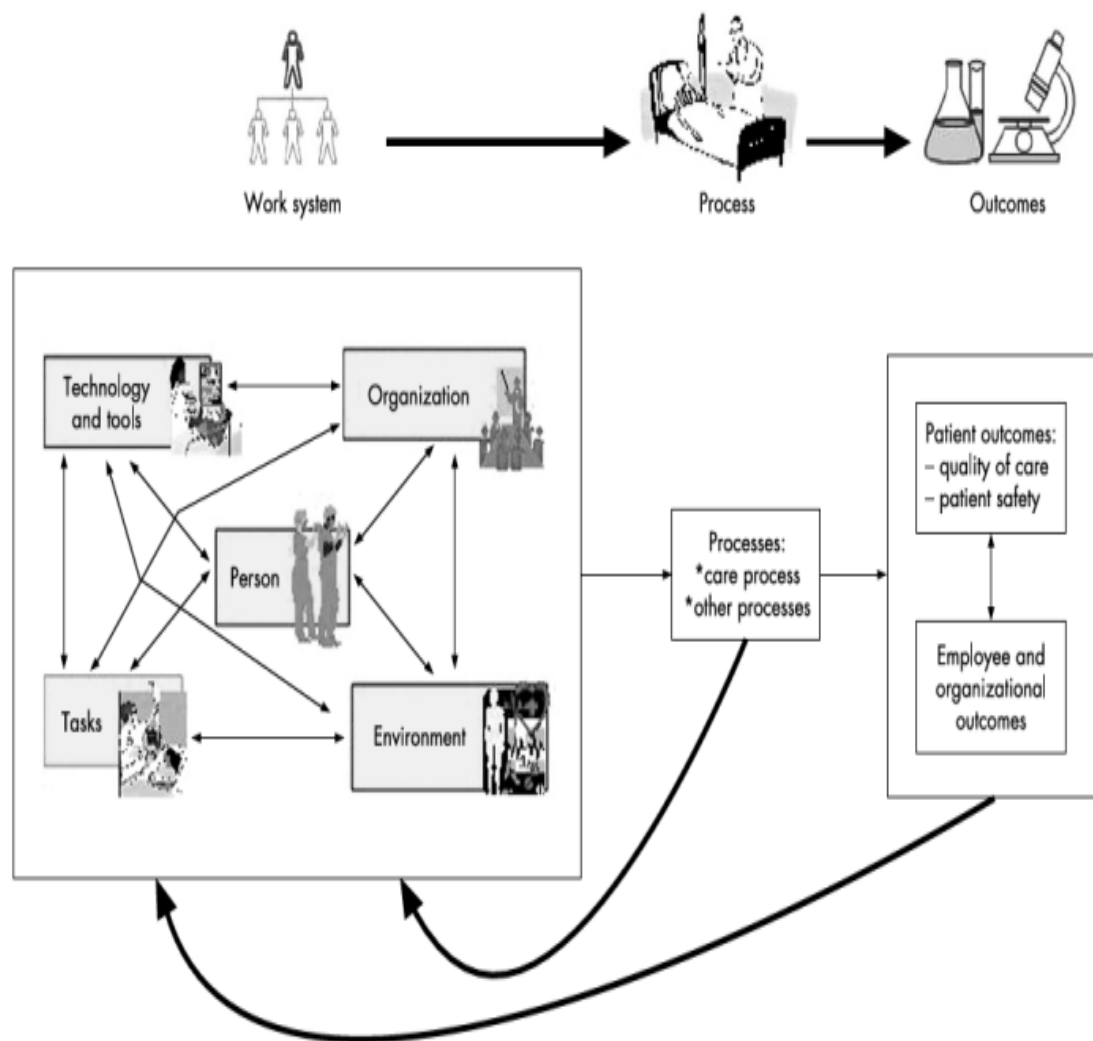 Work system
Process
Outcomes
Technology
and tools
Organization
Person
Tasks
Environment
Processes:
*care process
*other processes
Patient outcomes:
– quality of care
– patient safety
Employee and
organizational
outcomes